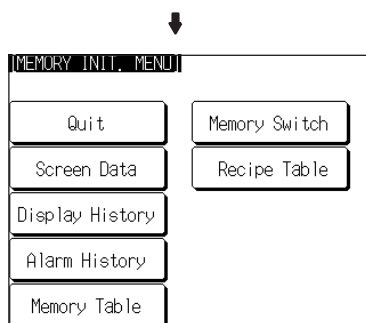 [MEMORY INIT. MENU]
Quit
Memory Switch
Screen Data
Recipe Table
Display History
Alarm History
Memory Table